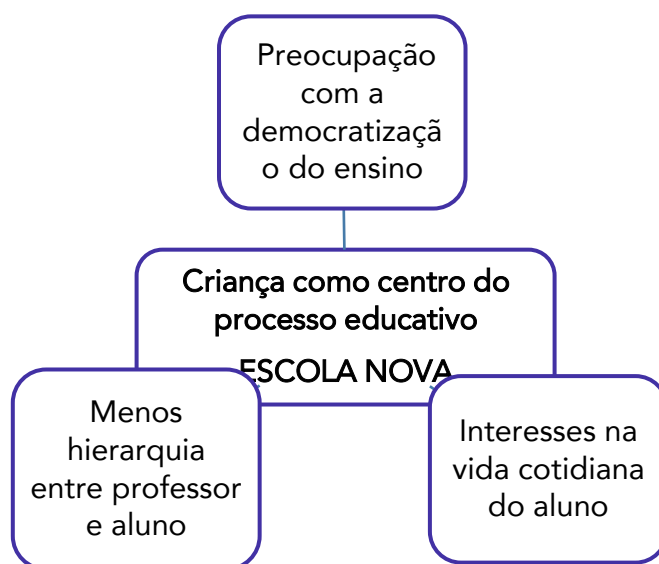 Preocupação
com a
democratizaçã
o do ensino
Criança como centro do
processo educativo
ESCOLA NOVA
Menos
hierarquia
entre professor
e aluno
Interesses na
vida cotidiana
do aluno